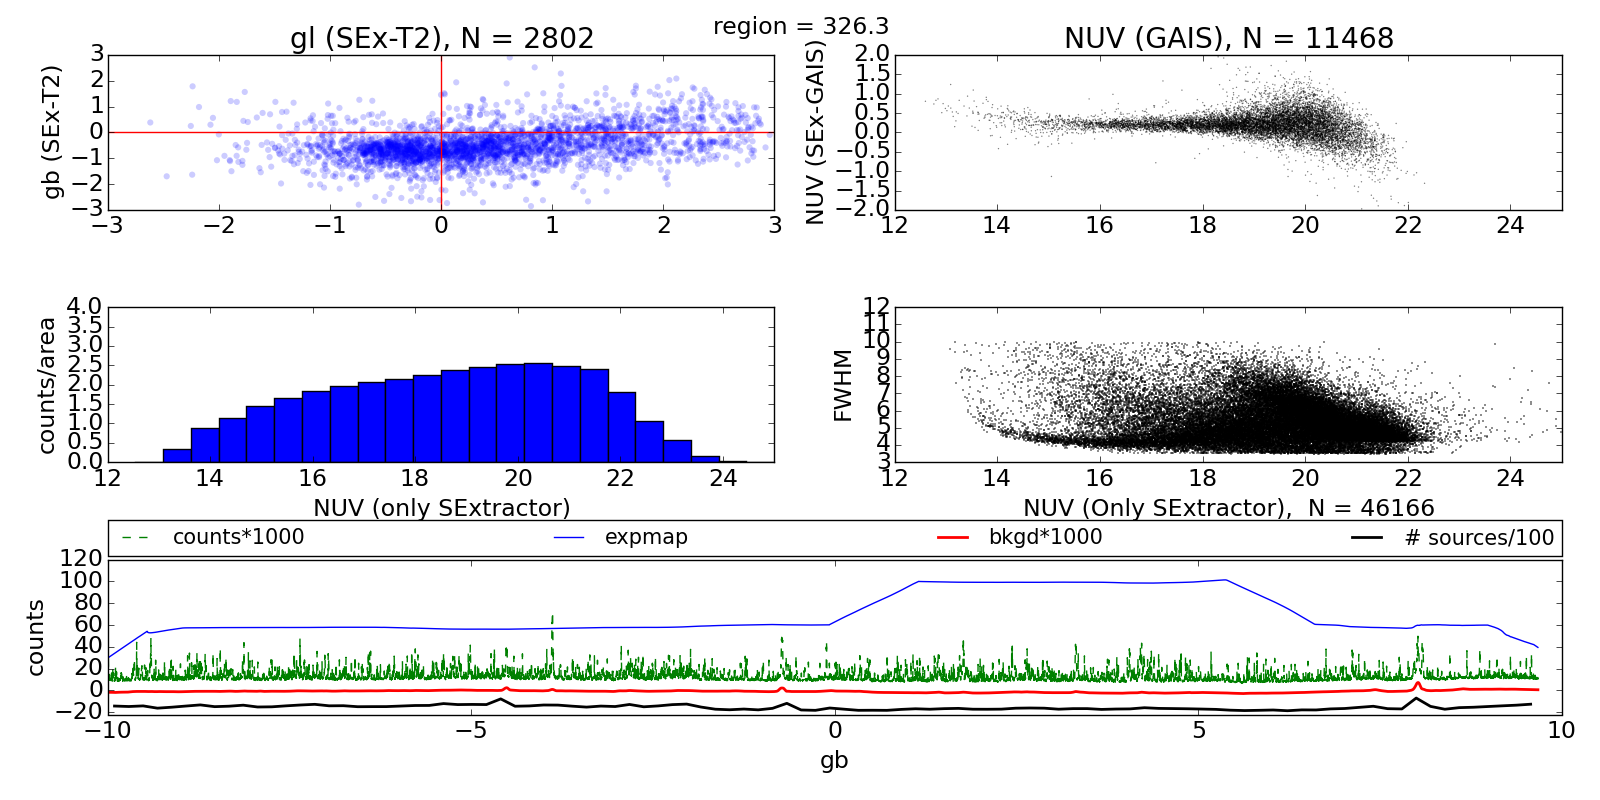 region = 326.3
gl (SEx-T2), N = 2802
NUV (GAIS), N = 11468
gb (SEx-T2)
3
2
1
0
−1
−2
−3
−3 −2 −1 0 1 2 3
NUV (SEx-GAIS)
2.0
1.5
1.0
0.5
0.0
−0.5
−1.0
−1.5
−2.0
12 14 16 18 20 22 24
counts/area
4.0
3.5
3.0
2.5
2.0
1.5
1.0
0.5
0.0
12 14 16 18 20 22 24
NUV (only SExtractor)
FWHM
12
11
10
9
8
7
6
5
4
3
12 14 16 18 20 22 24
NUV (Only SExtractor), N = 46166
counts*1000 expmap bkgd*1000 # sources/100
counts
120
100
80
60
40
20
0
−20
−10 −5 0 5 10
gb